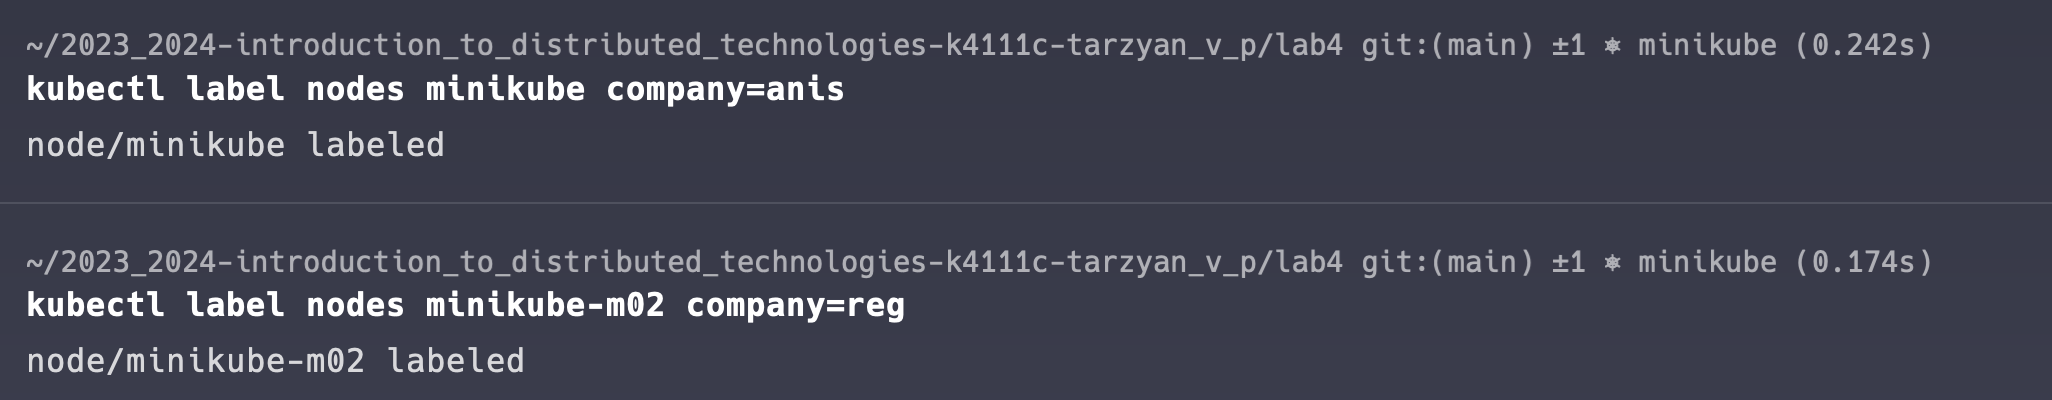 ~/2023_2024-introduction_to_distributed_technologies-k4111c-tarzyan_v_p/lab4 git:(main) ±1 ⎈ minikube (0.242s)
kubectl label nodes minikube company=anis
node/minikube labeled
~/2023_2024-introduction_to_distributed_technologies-k4111c-tarzyan_v_p/lab4 git:(main) ±1 ⎈ minikube (0.174s)
kubectl label nodes minikube-m02 company=reg
node/minikube-m02 labeled